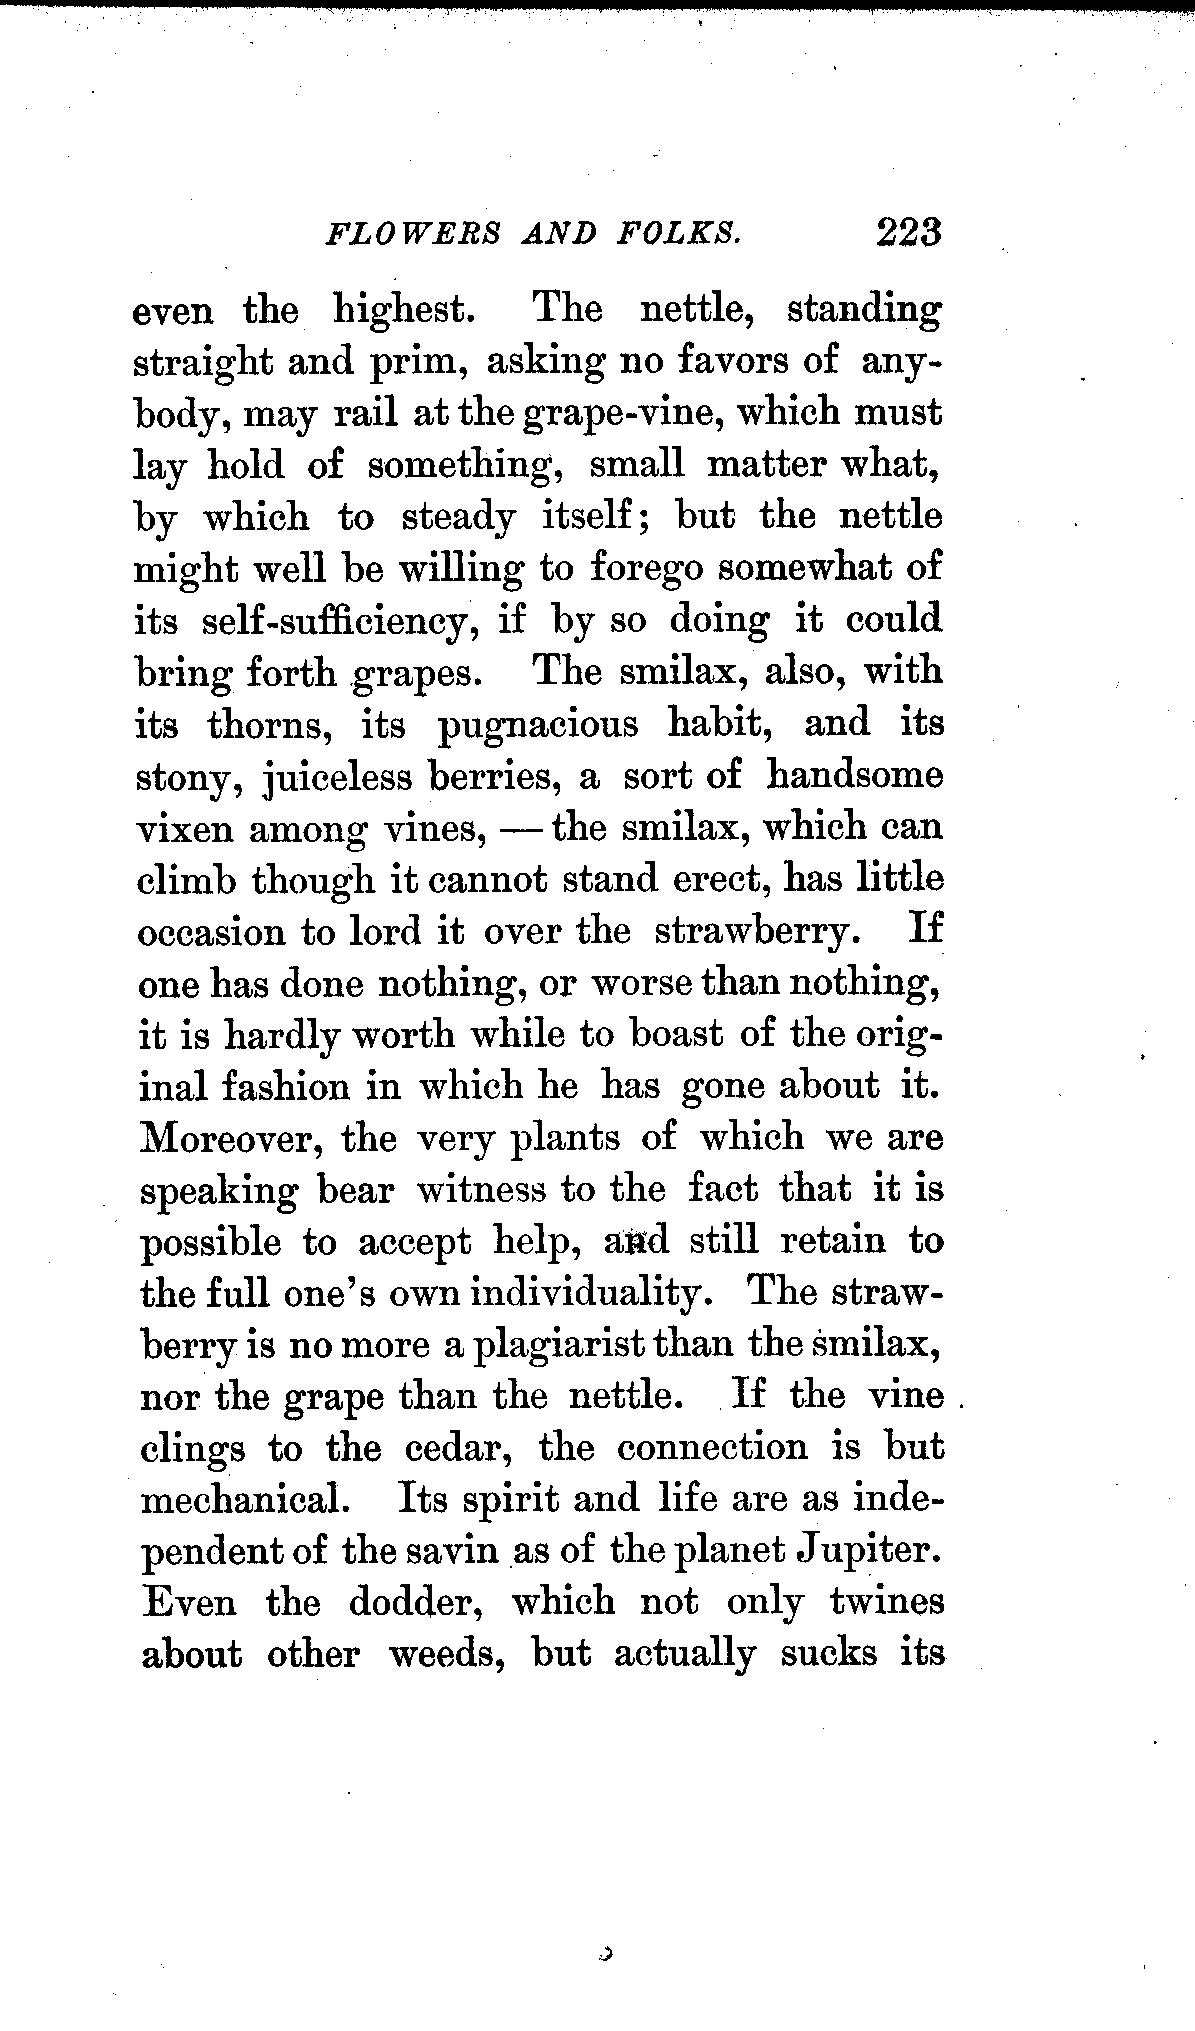 FLOWERS AND FOLKS. 223
even the highest. The nettle, standing
straight and prim, asking no favors of any-
body, may rail at the grape-vine, which must
lay hold of something, small matter what,
by which to steady itself; but the nettle
might well be willing to forego somewhat of
its self-sufficiency, if by so doing it could
bring forth grapes. The smilax, also, with
its thorns, its pugnacious habit, and its
stony, juiceless berries, a sort of handsome
vixen among vines, — the smilax, which can
climb though it cannot stand erect, has little
occasion to lord it over the strawberry. If
one has done nothing, or worse than nothing,
it is hardly worth while to boast of the orig-
inal fashion in which he has gone about it.
Moreover, the very plants of which we are
speaking bear witness to the fact that it is
possible to accept help, and still retain to
the full one's own individuality. The straw-
berry is no more a plagiarist than the smilax,
nor the grape than the nettle. If the vine
clings to the cedar, the connection is but
mechanical. Its spirit and life are as inde-
pendent of the savin as of the planet Jupiter.
Even the dodder, which not only twines
about other weeds, but actually sucks its